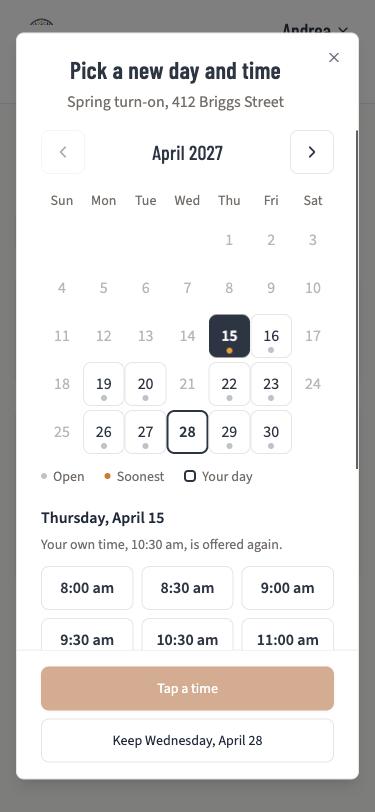 Andrea
Pick a new day and time
Spring turn-on, 412 Briggs Street
April 2027
Sun Mon Tue Wed Thu Fri Sat
1 2 3
4 5 6 7 8 9 10
11 12 13 14 15 16 17
18 19 20 21 22 23 24
25 26 27 28 29 30
Open Soonest Your day
Thursday, April 15
Your own time, 10:30 am, is offered again.
8:00 am 8:30 am 9:00 am
9:30 am 10:30 am 11:00 am
Tap a time
Keep Wednesday, April 28